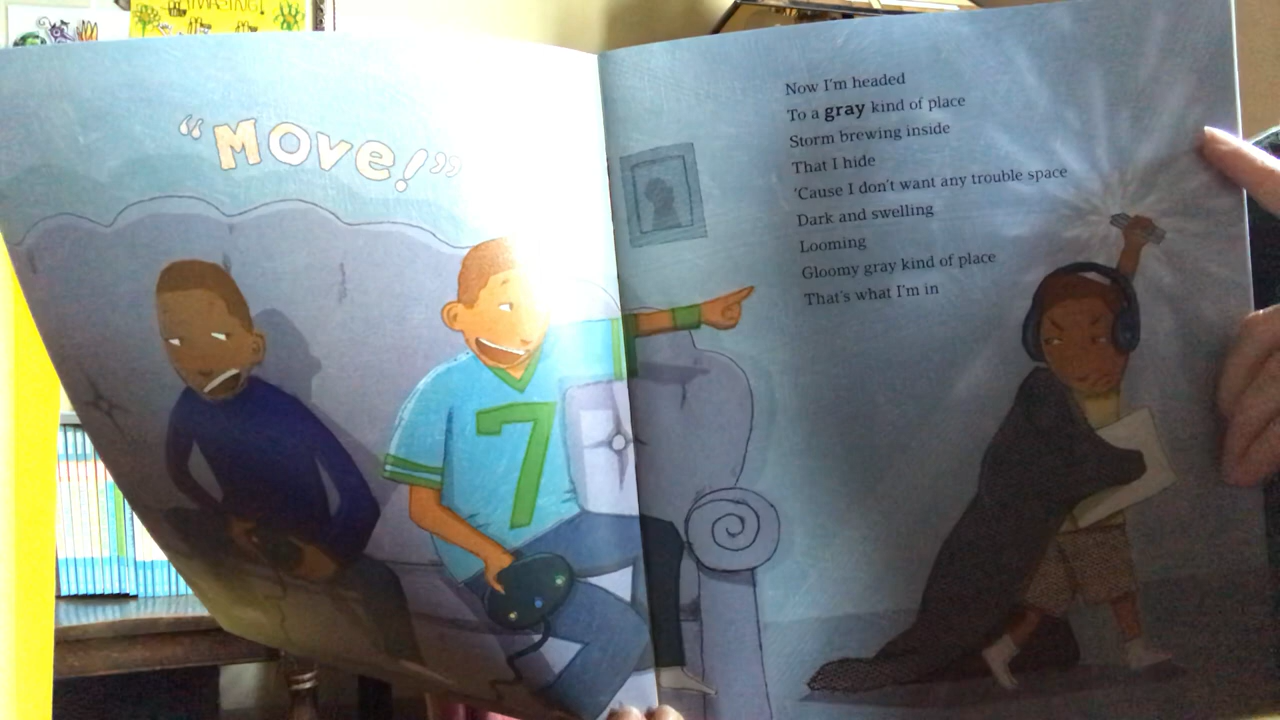 AMAZING!
"Move!"
7
Now I'm headed
To a gray kind of place
Storm brewing inside
That I hide
'Cause I don't want any trouble space
Dark and swelling
Looming
Gloomy gray kind of place
That's what I'm in